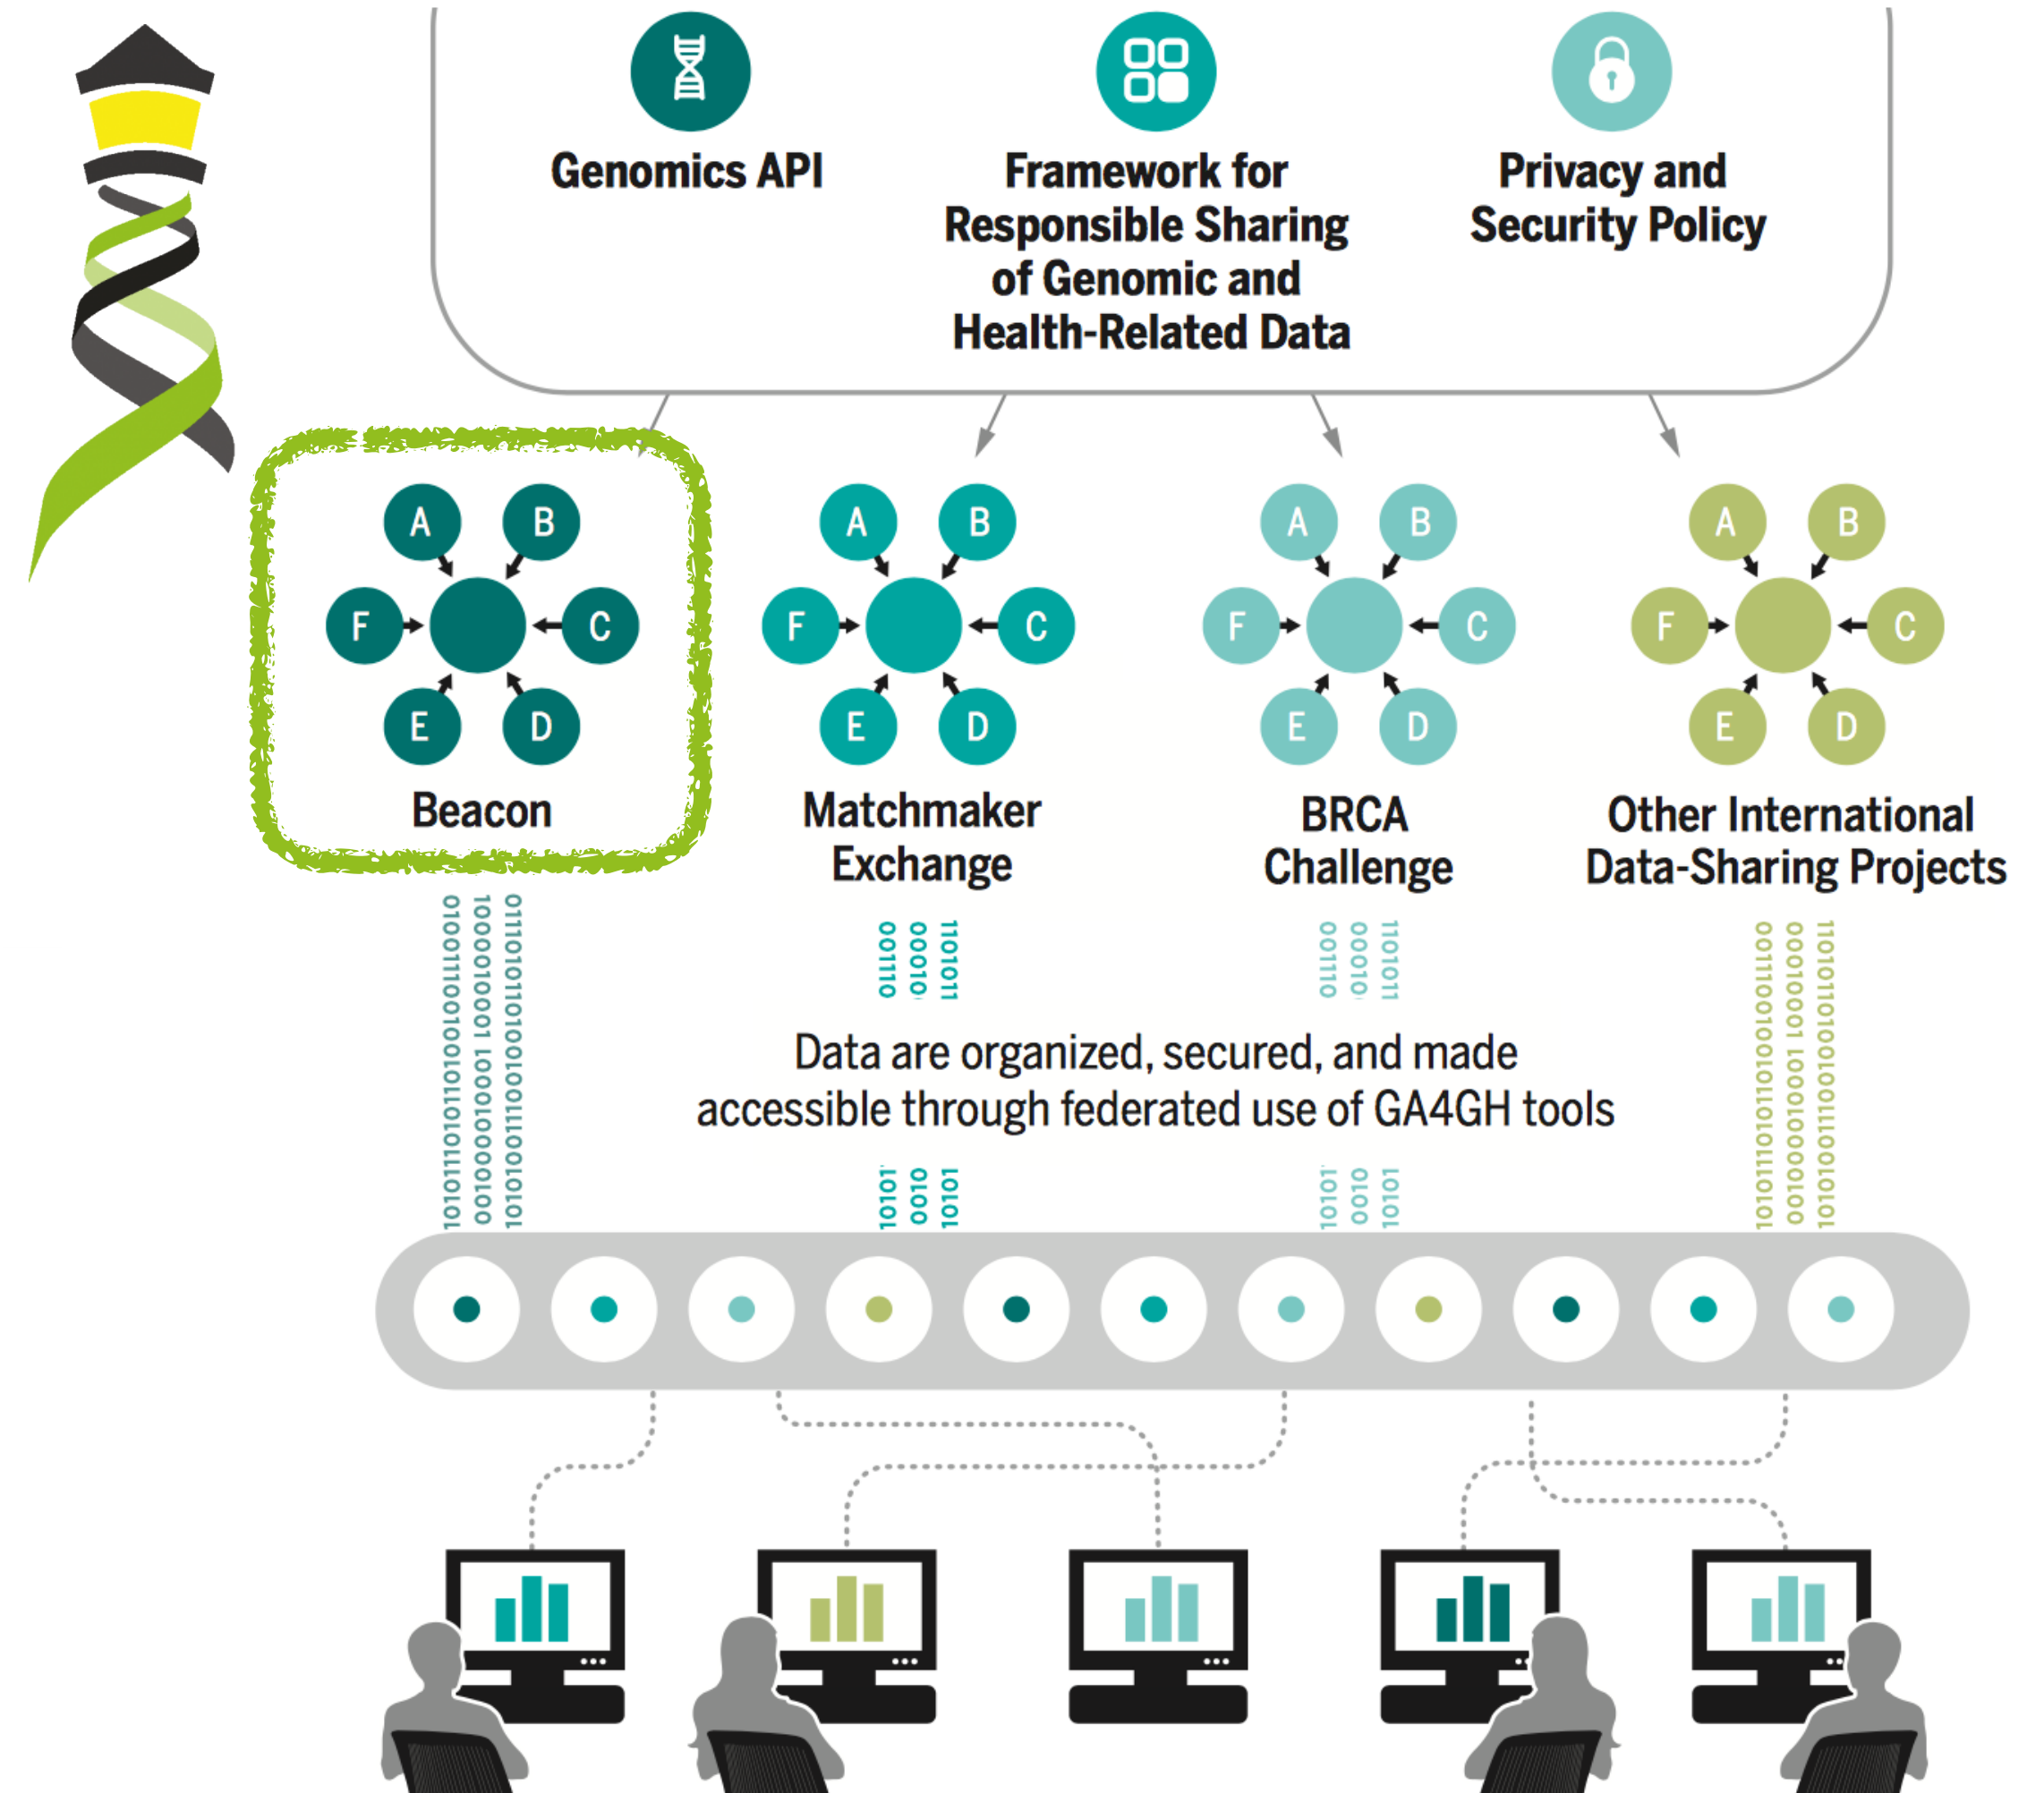 Genomics API
Framework for
Responsible Sharing
of Genomic and
Health-Related Data
Privacy and
Security Policy
A B
F C
E D
Beacon
A B
F C
E D
Matchmaker
Exchange
A B
F C
E D
BRCA
Challenge
A B
F C
E D
Other International
Data-Sharing Projects
Data are organized, secured, and made
accessible through federated use of GA4GH tools